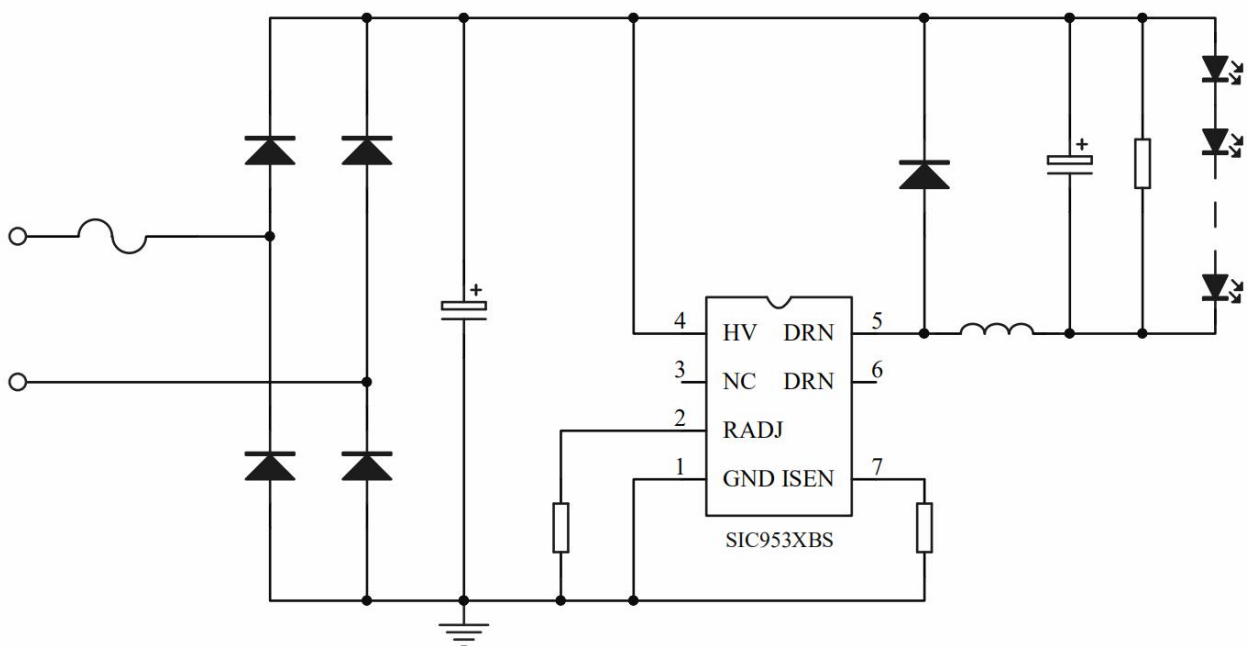 +
+
4 HV DRN 5
3 NC DRN 6
2 RADJ
1 GND ISEN 7
SIC953XBS